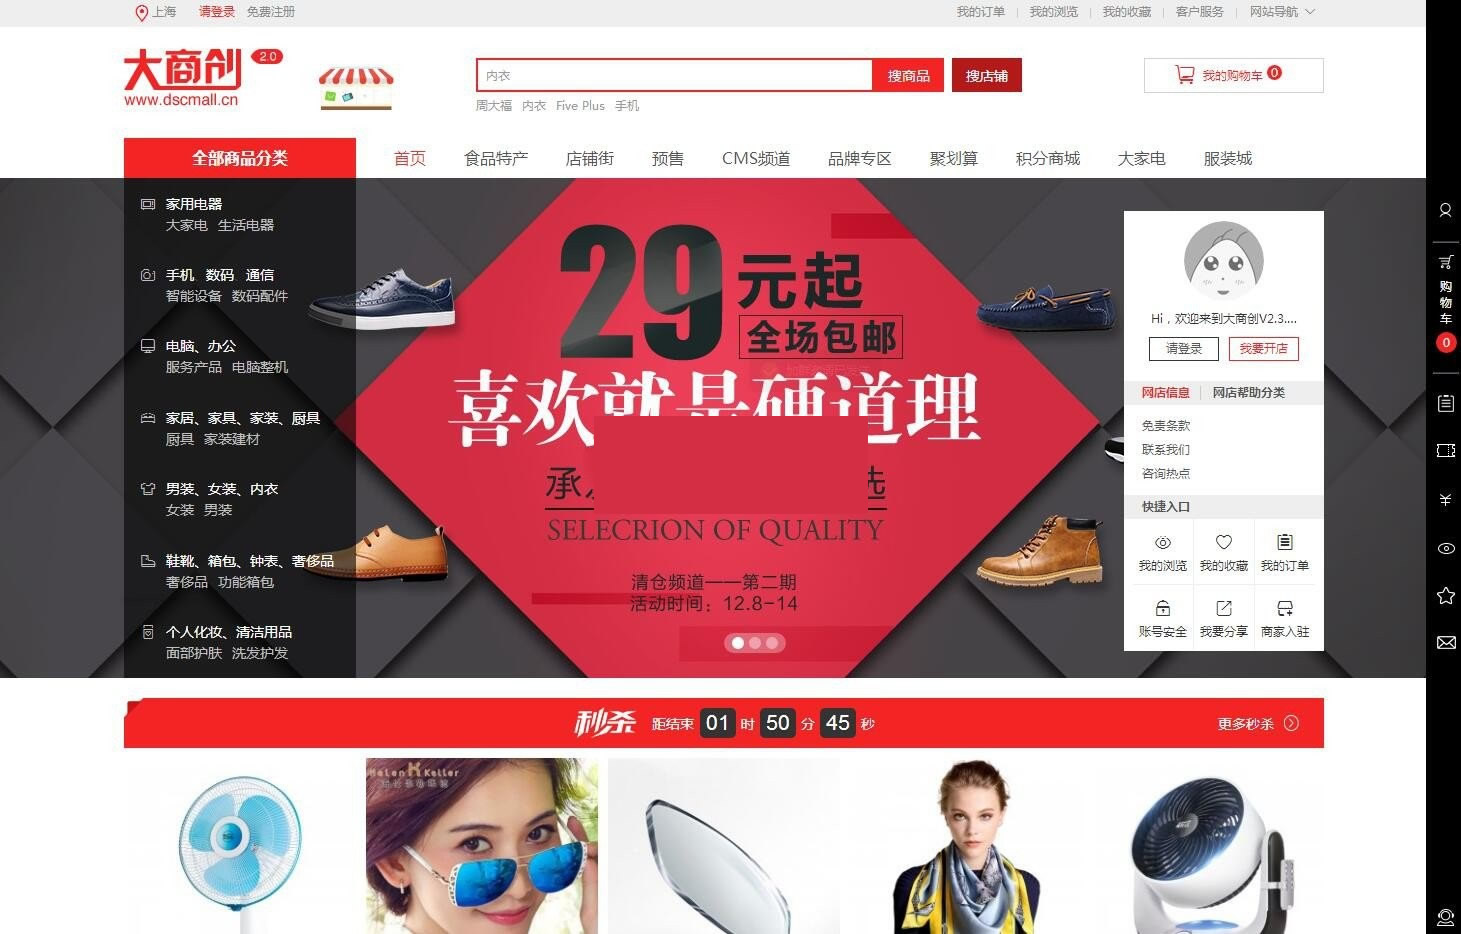 上海 请登录 免费注册 我的订单 我的浏览 我的收藏 客户服务 网站导航
大商创 2.0
www.dscmall.cn
内衣 搜商品 搜店铺
周大福 内衣 Five Plus 手机
我的购物车 0
全部商品分类 首页 食品特产 店铺街 预售 CMS频道 品牌专区 聚划算 积分商城 大家电 服装城
家用电器
大家电 生活电器
手机 数码 通信
智能设备 数码配件
电脑、办公
服务产品 电脑整机
家居、家具、家装、厨具
厨具 家装建材
男装、女装、内衣
女装 男装
鞋靴、箱包、钟表、奢侈品
奢侈品 功能箱包
个人化妆、清洁用品
面部护肤 洗发护发
29元起
全场包邮
喜欢就是硬道理
承
选
SELECRION OF QUALITY
清仓频道——第二期
活动时间：12.8-14
Hi，欢迎来到大商创V2.3....
请登录 我要开店
网店信息 网店帮助分类
免责条款
联系我们
咨询热点
快捷入口
我的浏览 我的收藏 我的订单
账号安全 我要分享 商家入驻
购物车
0
秒杀 距结束 01 时 50 分 45 秒 更多秒杀
Helen Keller